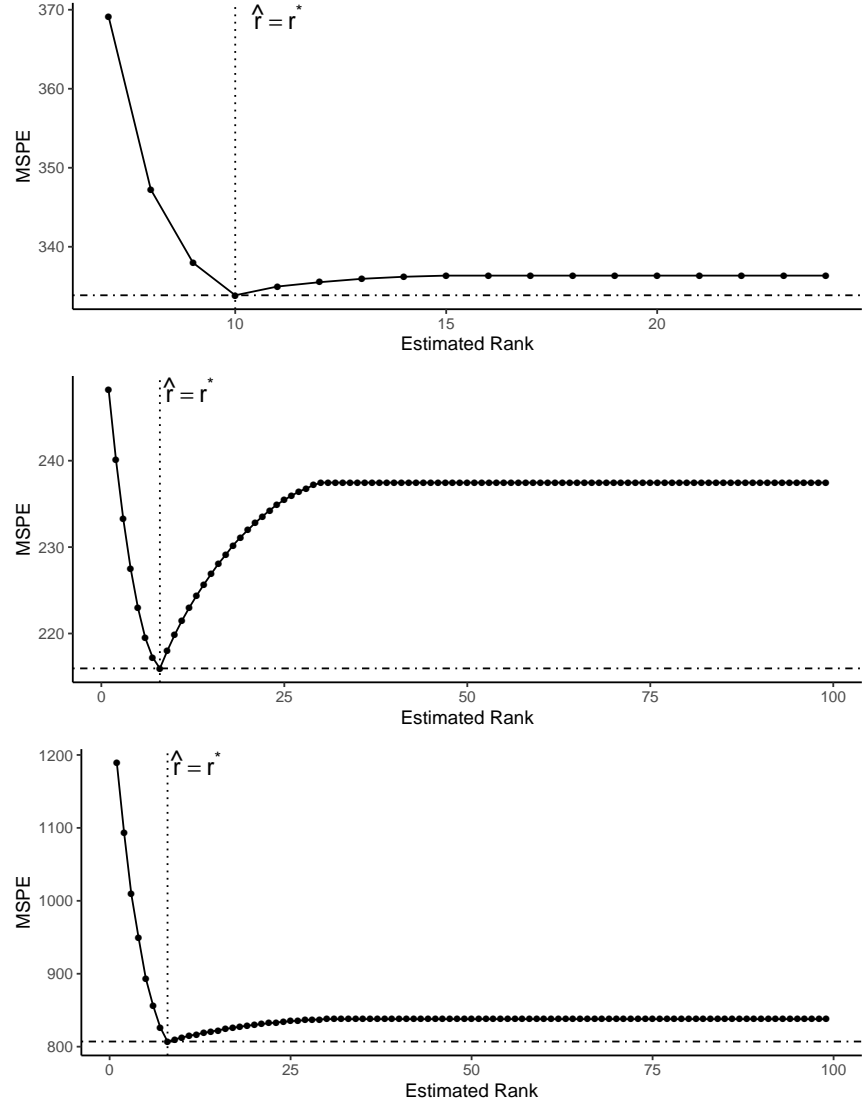 370
r̂ = r*
360
MSPE
350
340
10 15 20
Estimated Rank
r̂ = r*
240
MSPE
230
220
0 25 50 75 100
Estimated Rank
1200
r̂ = r*
1100
MSPE
1000
900
800
0 25 50 75 100
Estimated Rank